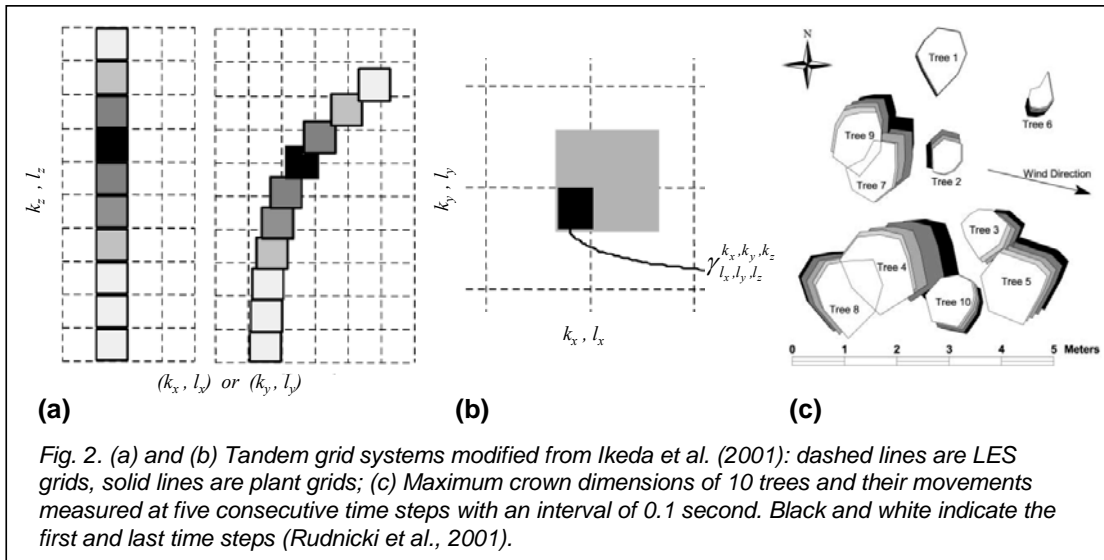 k_z , l_z
(k_x , l_x) or (k_y , l_y)
(a)
k_y , l_y
γ^{k_x,k_y,k_z}_{l_x,l_y,l_z}
k_x , l_x
(b)
N
Tree 1
Tree 6
Tree 9
Tree 7
Tree 2
Wind Direction
Tree 3
Tree 4
Tree 5
Tree 8
Tree 10
0 1 2 3 4 5 Meters
(c)
Fig. 2. (a) and (b) Tandem grid systems modified from Ikeda et al. (2001): dashed lines are LES
grids, solid lines are plant grids; (c) Maximum crown dimensions of 10 trees and their movements
measured at five consecutive time steps with an interval of 0.1 second. Black and white indicate the
first and last time steps (Rudnicki et al., 2001).